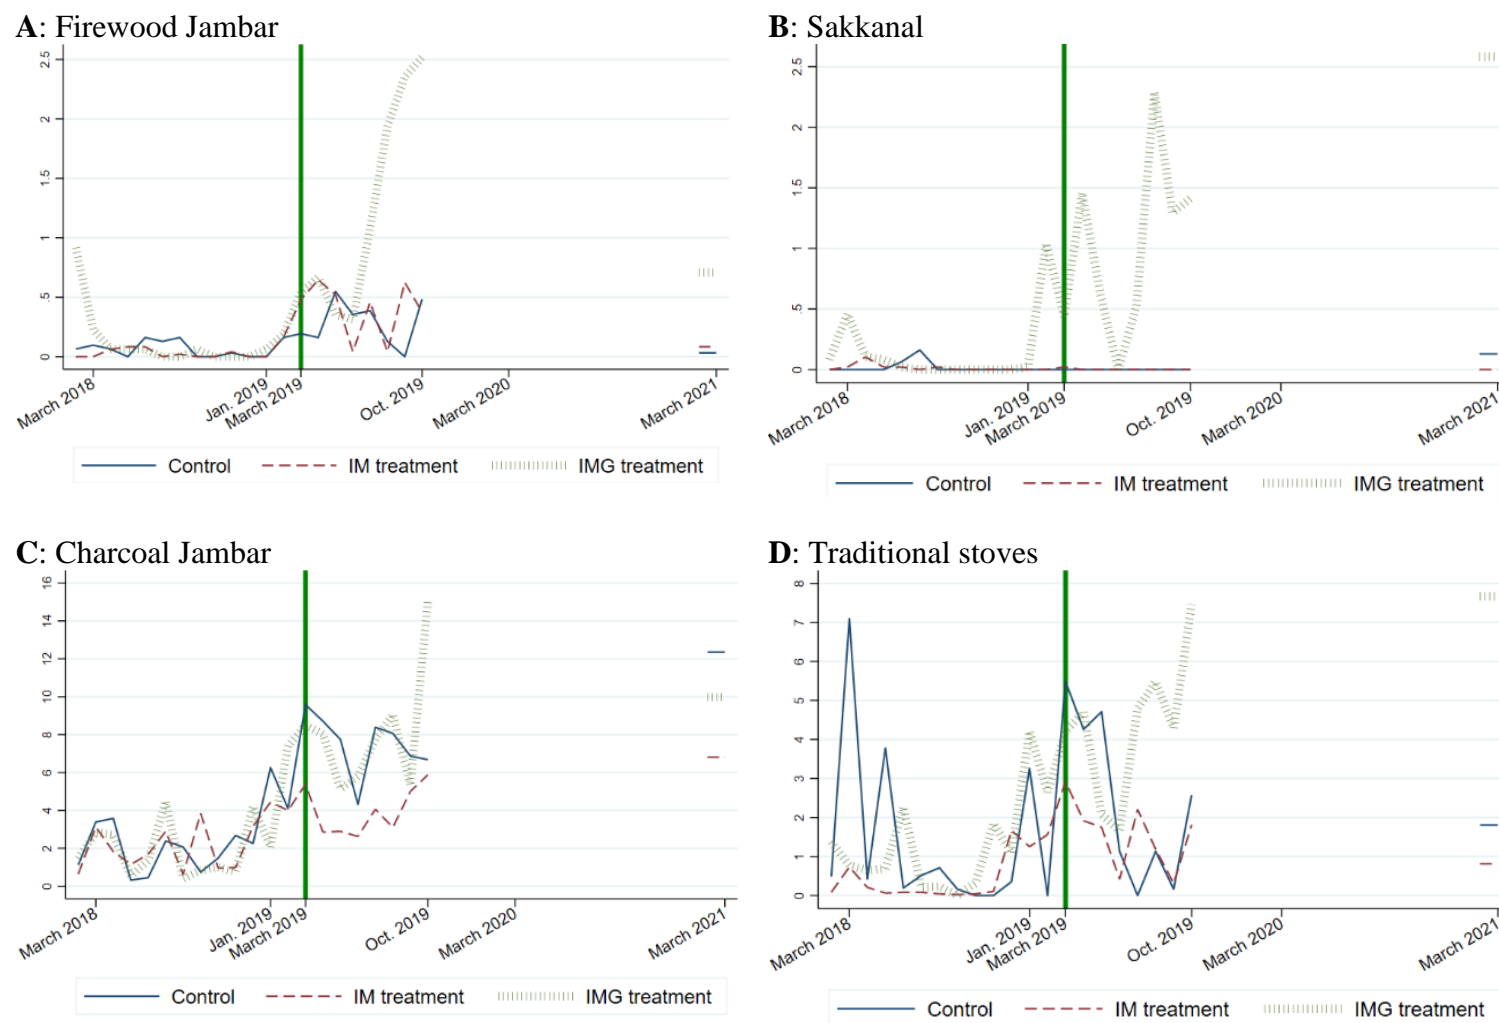 A: Firewood Jambar
2.5
2
1.5
1
.5
0
March 2018
Jan. 2019
March 2019
Oct. 2019
March 2020
March 2021
Control
IM treatment
IMG treatment
B: Sakkanal
2.5
2
1.5
1
.5
0
March 2018
Jan. 2019
March 2019
Oct. 2019
March 2020
March 2021
Control
IM treatment
IMG treatment
C: Charcoal Jambar
16
14
12
10
8
6
4
2
0
March 2018
Jan. 2019
March 2019
Oct. 2019
March 2020
March 2021
Control
IM treatment
IMG treatment
D: Traditional stoves
8
7
6
5
4
3
2
1
0
March 2018
Jan. 2019
March 2019
Oct. 2019
March 2020
March 2021
Control
IM treatment
IMG treatment